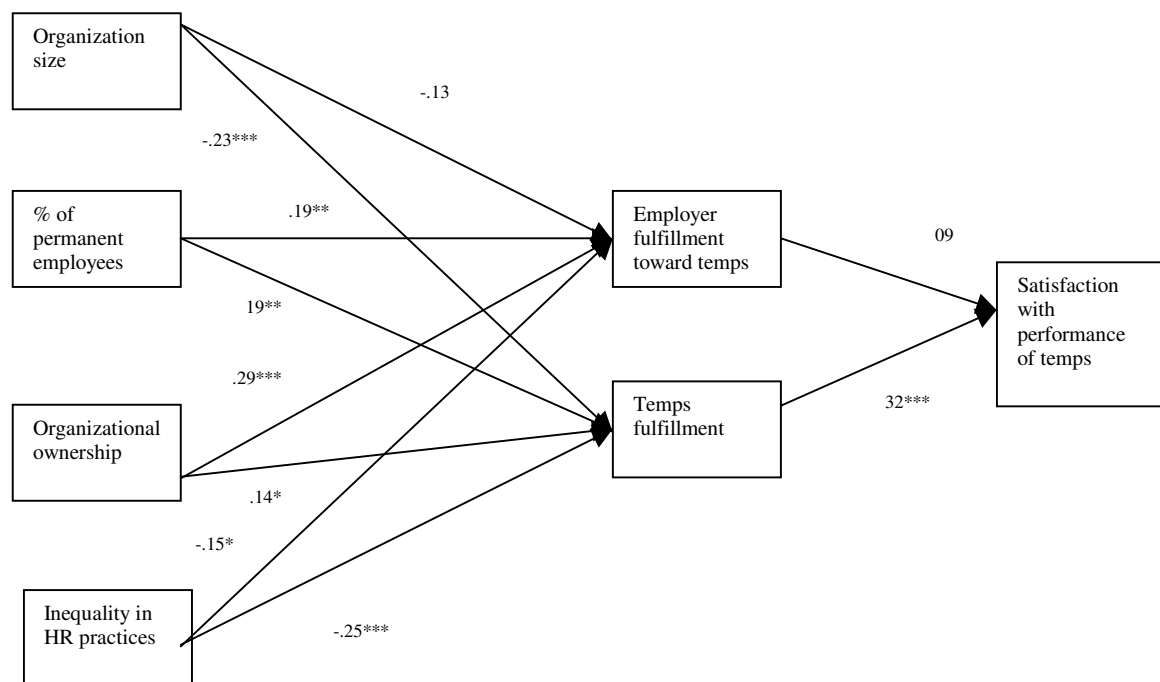 Organization
size
-.13
-.23***
% of
permanent
employees
.19**
19**
Employer
fulfillment
toward temps
09
Satisfaction
with
performance
of temps
.29***
Organizational
ownership
.14*
-.15*
Temps
fulfillment
32***
Inequality in
HR practices
-.25***